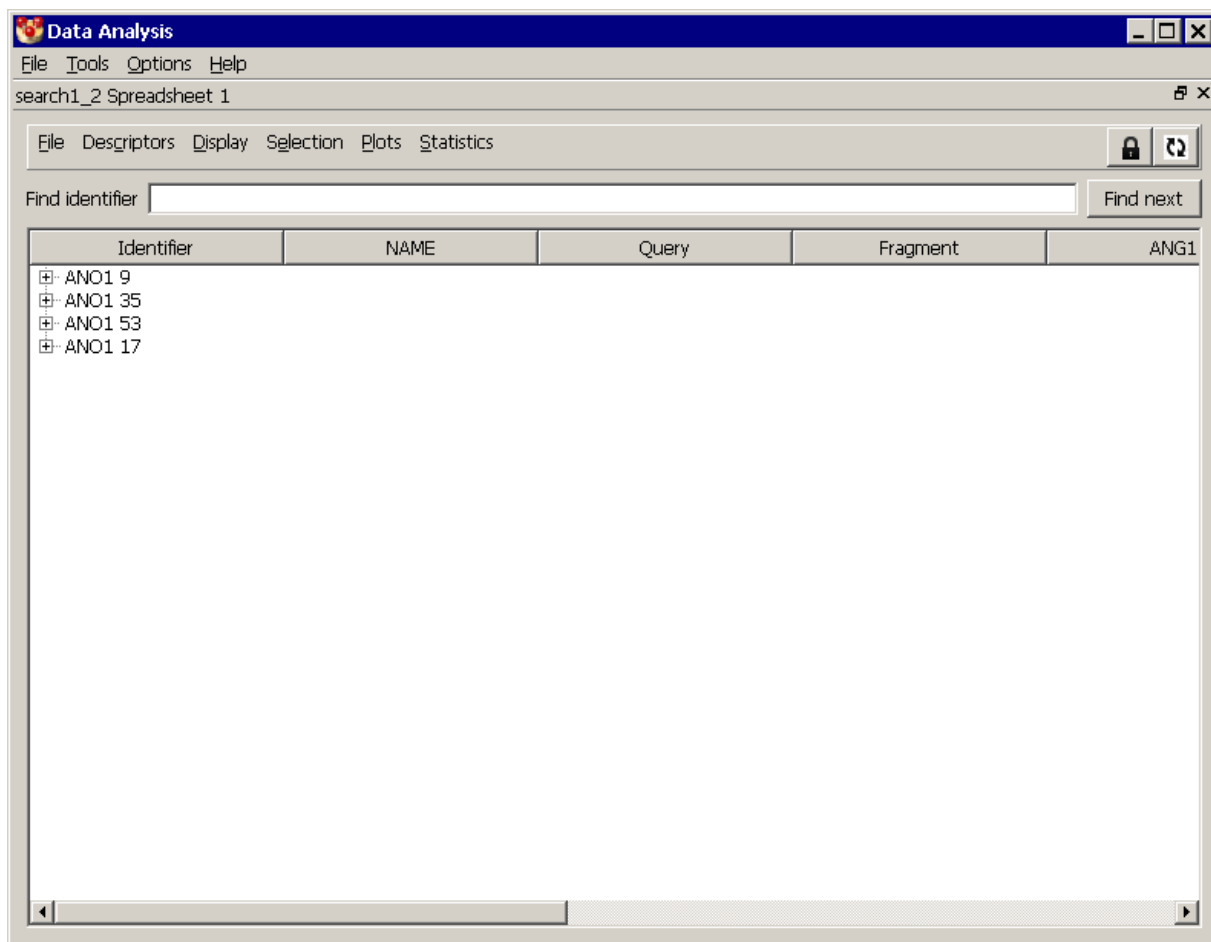 Data Analysis
File Tools Options Help
search1_2 Spreadsheet 1
File Descriptors Display Selection Plots Statistics
Find identifier Find next
Identifier NAME Query Fragment ANG1
ANO1 9
ANO1 35
ANO1 53
ANO1 17